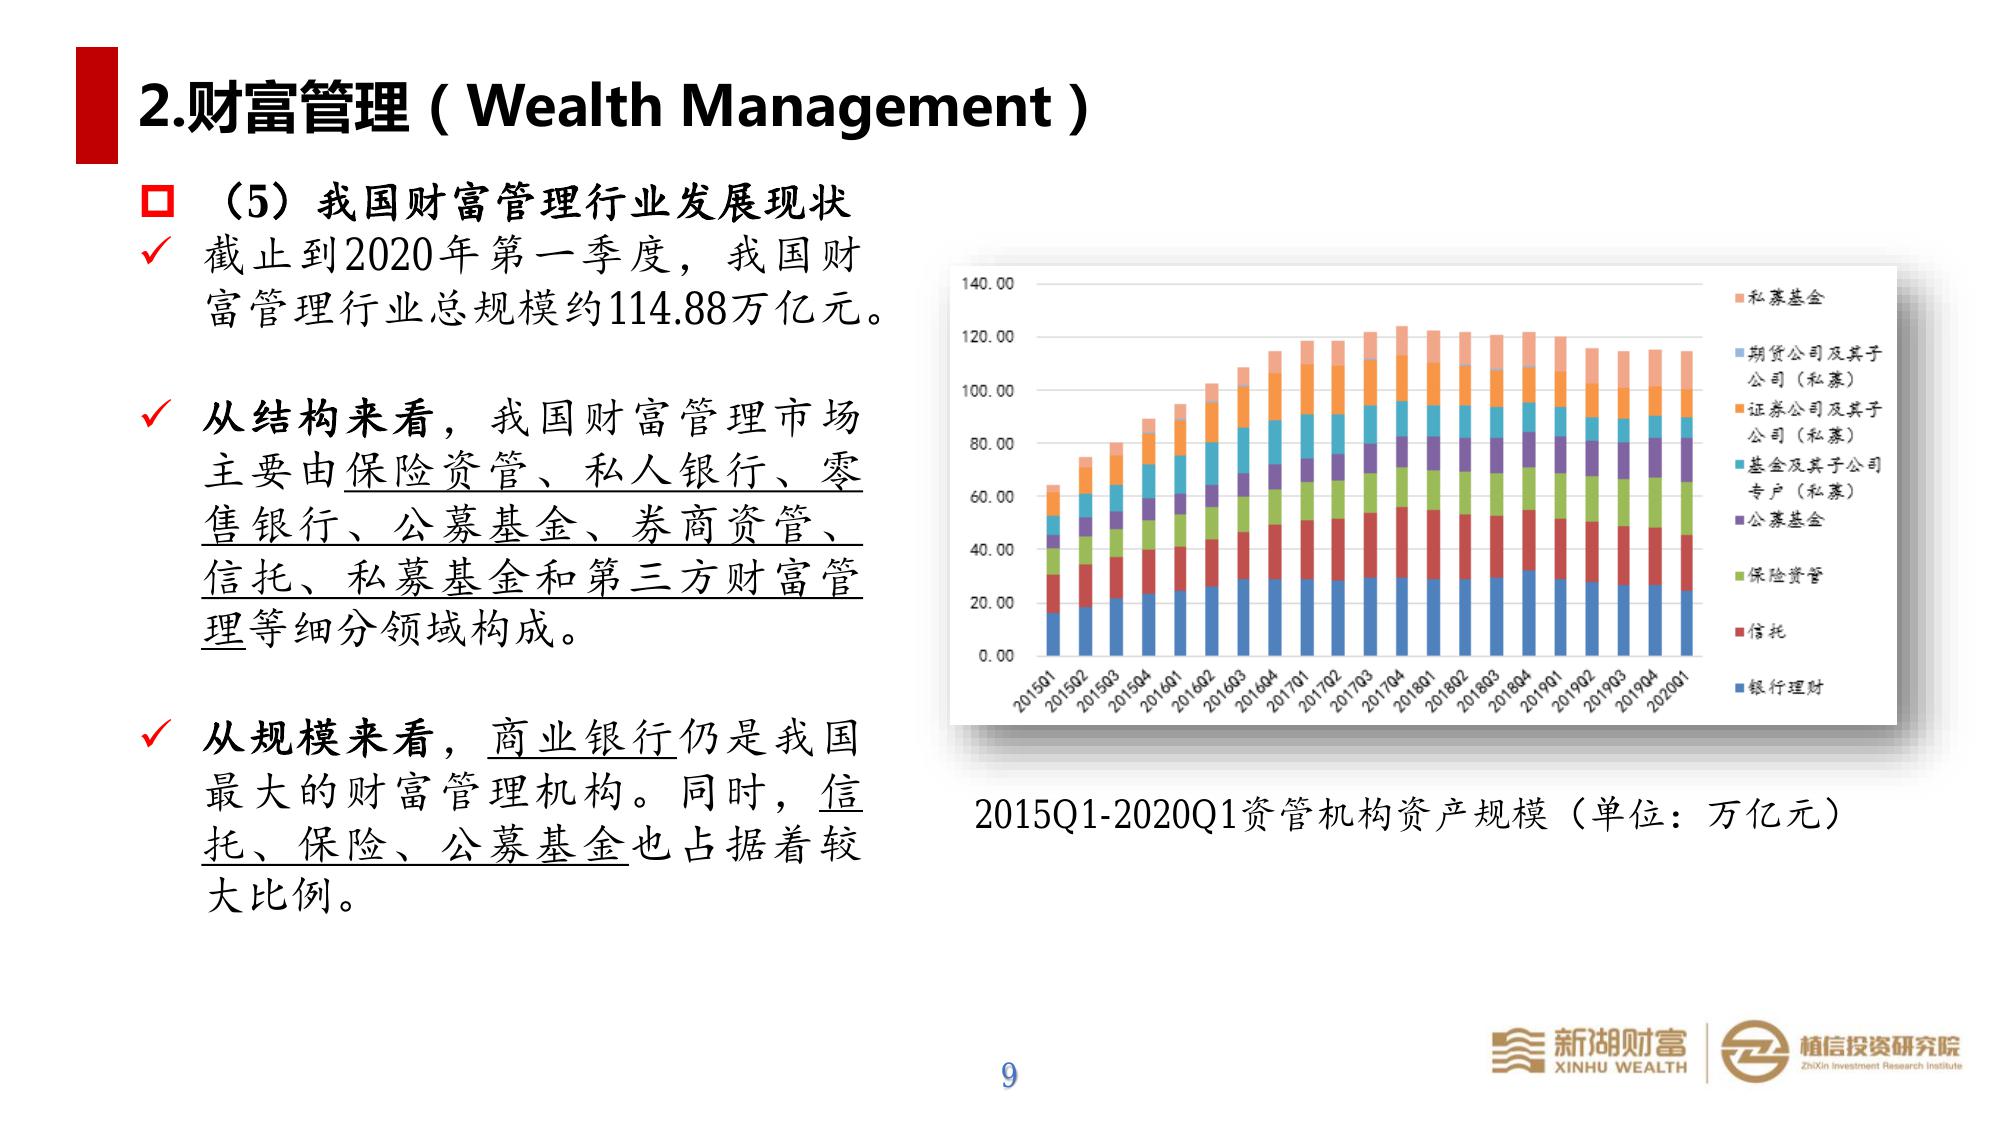 2.财富管理（Wealth Management）
（5）我国财富管理行业发展现状
截止到2020年第一季度，我国财
富管理行业总规模约114.88万亿元。
从结构来看，我国财富管理市场
主要由保险资管、私人银行、零
售银行、公募基金、券商资管、
信托、私募基金和第三方财富管
理等细分领域构成。
从规模来看，商业银行仍是我国
最大的财富管理机构。同时，信
托、保险、公募基金也占据着较
大比例。
140.00
120.00
100.00
80.00
60.00
40.00
20.00
0.00
2015Q1
2015Q2
2015Q3
2015Q4
2016Q1
2016Q2
2016Q3
2016Q4
2017Q1
2017Q2
2017Q3
2017Q4
2018Q1
2018Q2
2018Q3
2018Q4
2019Q1
2019Q2
2019Q3
2019Q4
2020Q1
私募基金
期货公司及其子
公司（私募）
证券公司及其子
公司（私募）
基金及其子公司
专户（私募）
公募基金
保险资管
信托
银行理财
2015Q1-2020Q1资管机构资产规模（单位：万亿元）
9
新湖财富
XINHU WEALTH
植信投资研究院
ZhiXin Investment Research Institute